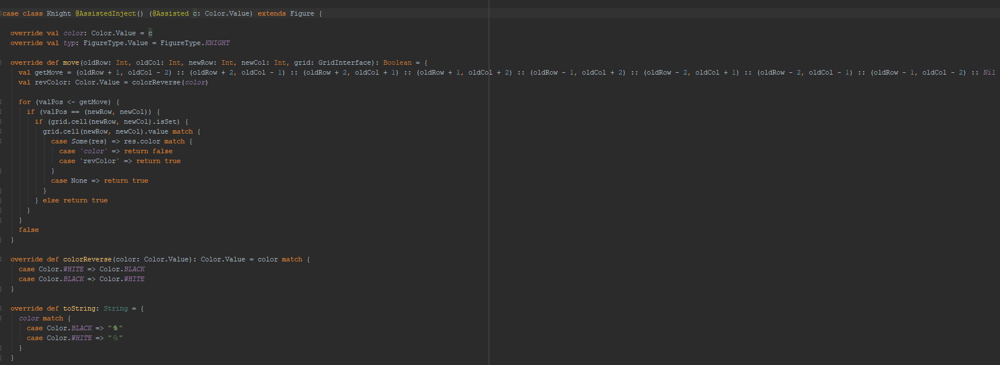 case class Knight @AssistedInject() (@Assisted c: Color.Value) extends Figure {
override val color: Color.Value = c
override val typ: FigureType.Value = FigureType.KNIGHT
override def move(oldRow: Int, oldCol: Int, newRow: Int, newCol: Int, grid: GridInterface): Boolean = {
val getMove = (oldRow + 1, oldCol - 2) :: (oldRow + 2, oldCol - 1) :: (oldRow + 2, oldCol + 1) :: (oldRow + 1, oldCol + 2) :: (oldRow - 1, oldCol + 2) :: (oldRow - 2, oldCol + 1) :: (oldRow - 2, oldCol - 1) :: (oldRow - 1, oldCol - 2) :: Nil
val revColor: Color.Value = colorReverse(color)
for (valPos <- getMove) {
if (valPos == (newRow, newCol)) {
if (grid.cell(newRow, newCol).isSet) {
grid.cell(newRow, newCol).value match {
case Some(res) => res.color match {
case `color` => return false
case `revColor` => return true
}
case None => return true
}
} else return true
}
}
false
}
override def colorReverse(color: Color.Value): Color.Value = color match {
case Color.WHITE => Color.BLACK
case Color.BLACK => Color.WHITE
}
override def toString: String = {
color match {
case Color.BLACK => "♞"
case Color.WHITE => "♘"
}
}